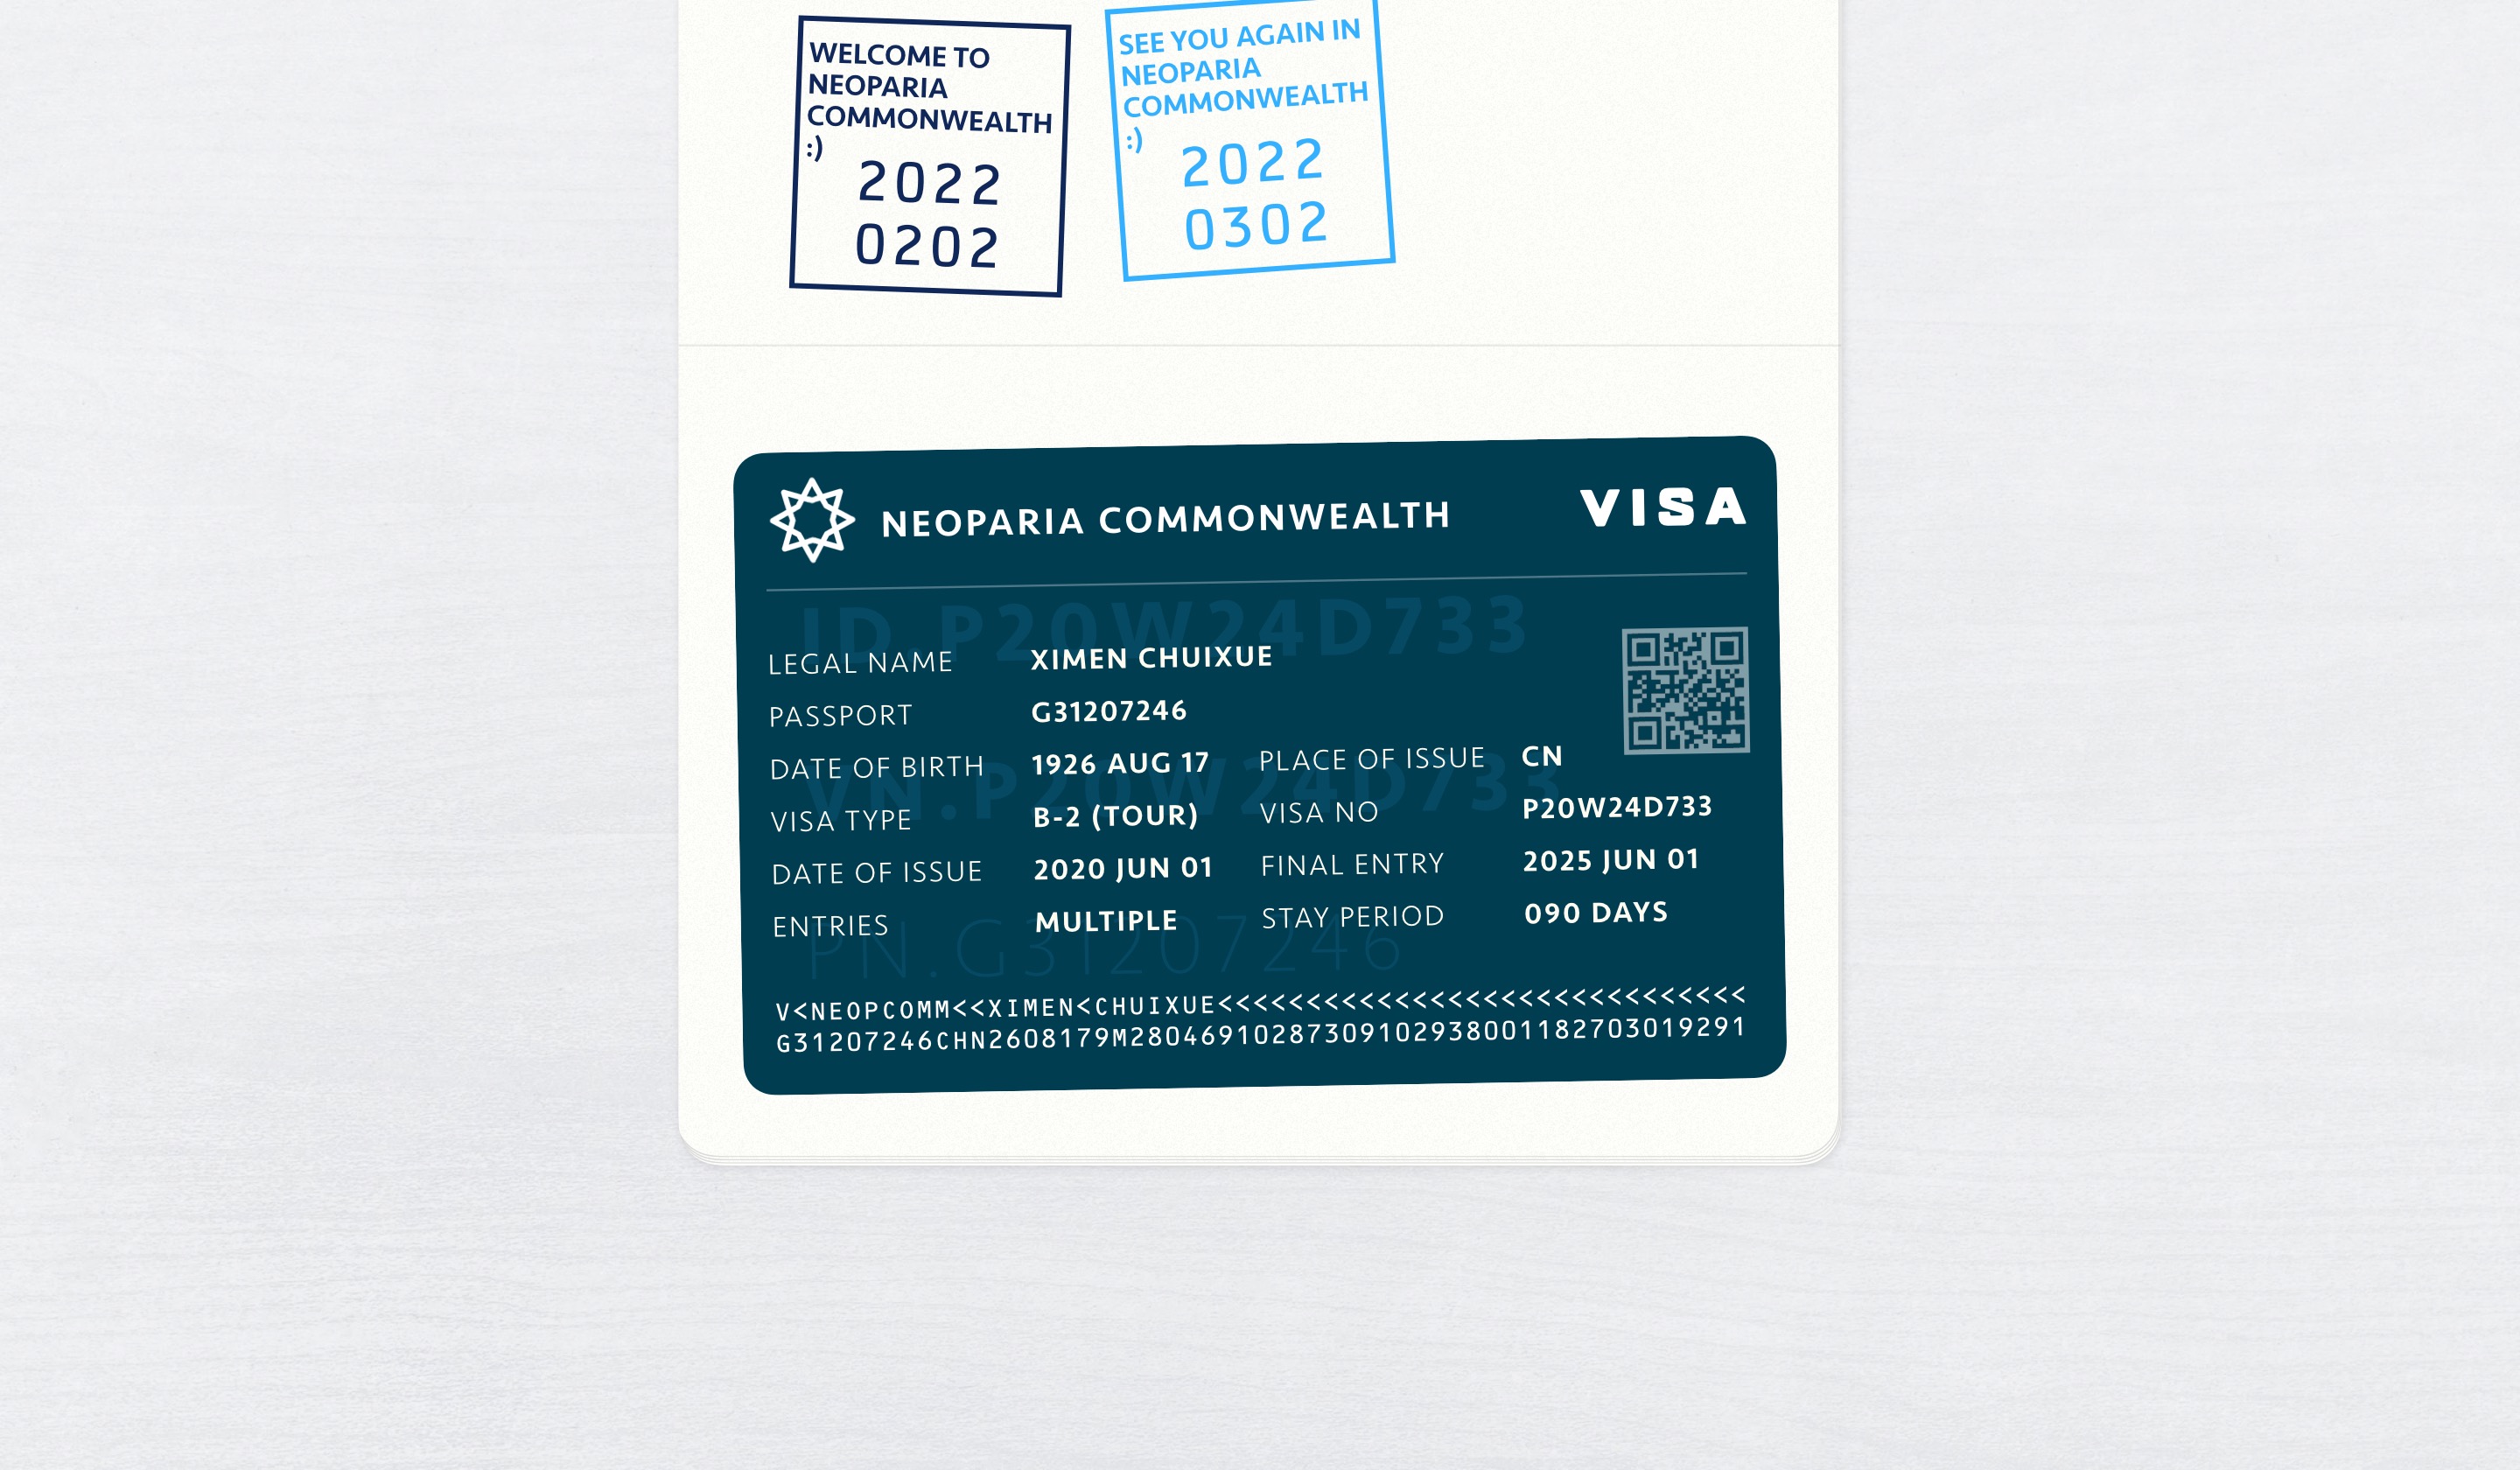 WELCOME TO
NEOPARIA
COMMONWEALTH
:)
2022
0202
SEE YOU AGAIN IN
NEOPARIA
COMMONWEALTH
:)
2022
0302
NEOPARIA COMMONWEALTH VISA
ID.P20W24D733
LEGAL NAME XIMEN CHUIXUE
PASSPORT G31207246
DATE OF BIRTH 1926 AUG 17 PLACE OF ISSUE CN
VN.P20W24D733
VISA TYPE B-2 (TOUR) VISA NO P20W24D733
DATE OF ISSUE 2020 JUN 01 FINAL ENTRY 2025 JUN 01
ENTRIES MULTIPLE STAY PERIOD 090 DAYS
PN.G31207246
V<NEOPCOMM<<XIMEN<CHUIXUE<<<<<<<<<<<<<<<<<<<<<<<<<<<<<<
G31207246CHN2608179M2804691028730910293800118270301929​1